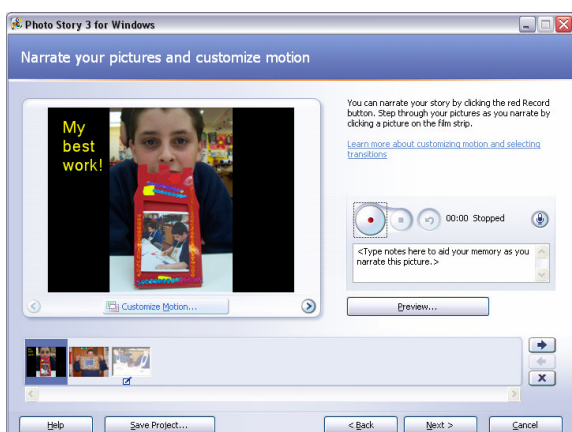 Photo Story 3 for Windows
Narrate your pictures and customize motion
My
best
work!
You can narrate your story by clicking the red Record
button. Step through your pictures as you narrate by
clicking a picture on the film strip.
Learn more about customizing motion and selecting
transitions
00:00 Stopped
<Type notes here to aid your memory as you
narrate this picture.>
Customize Motion...
Preview...
Help
Save Project...
< Back
Next >
Cancel